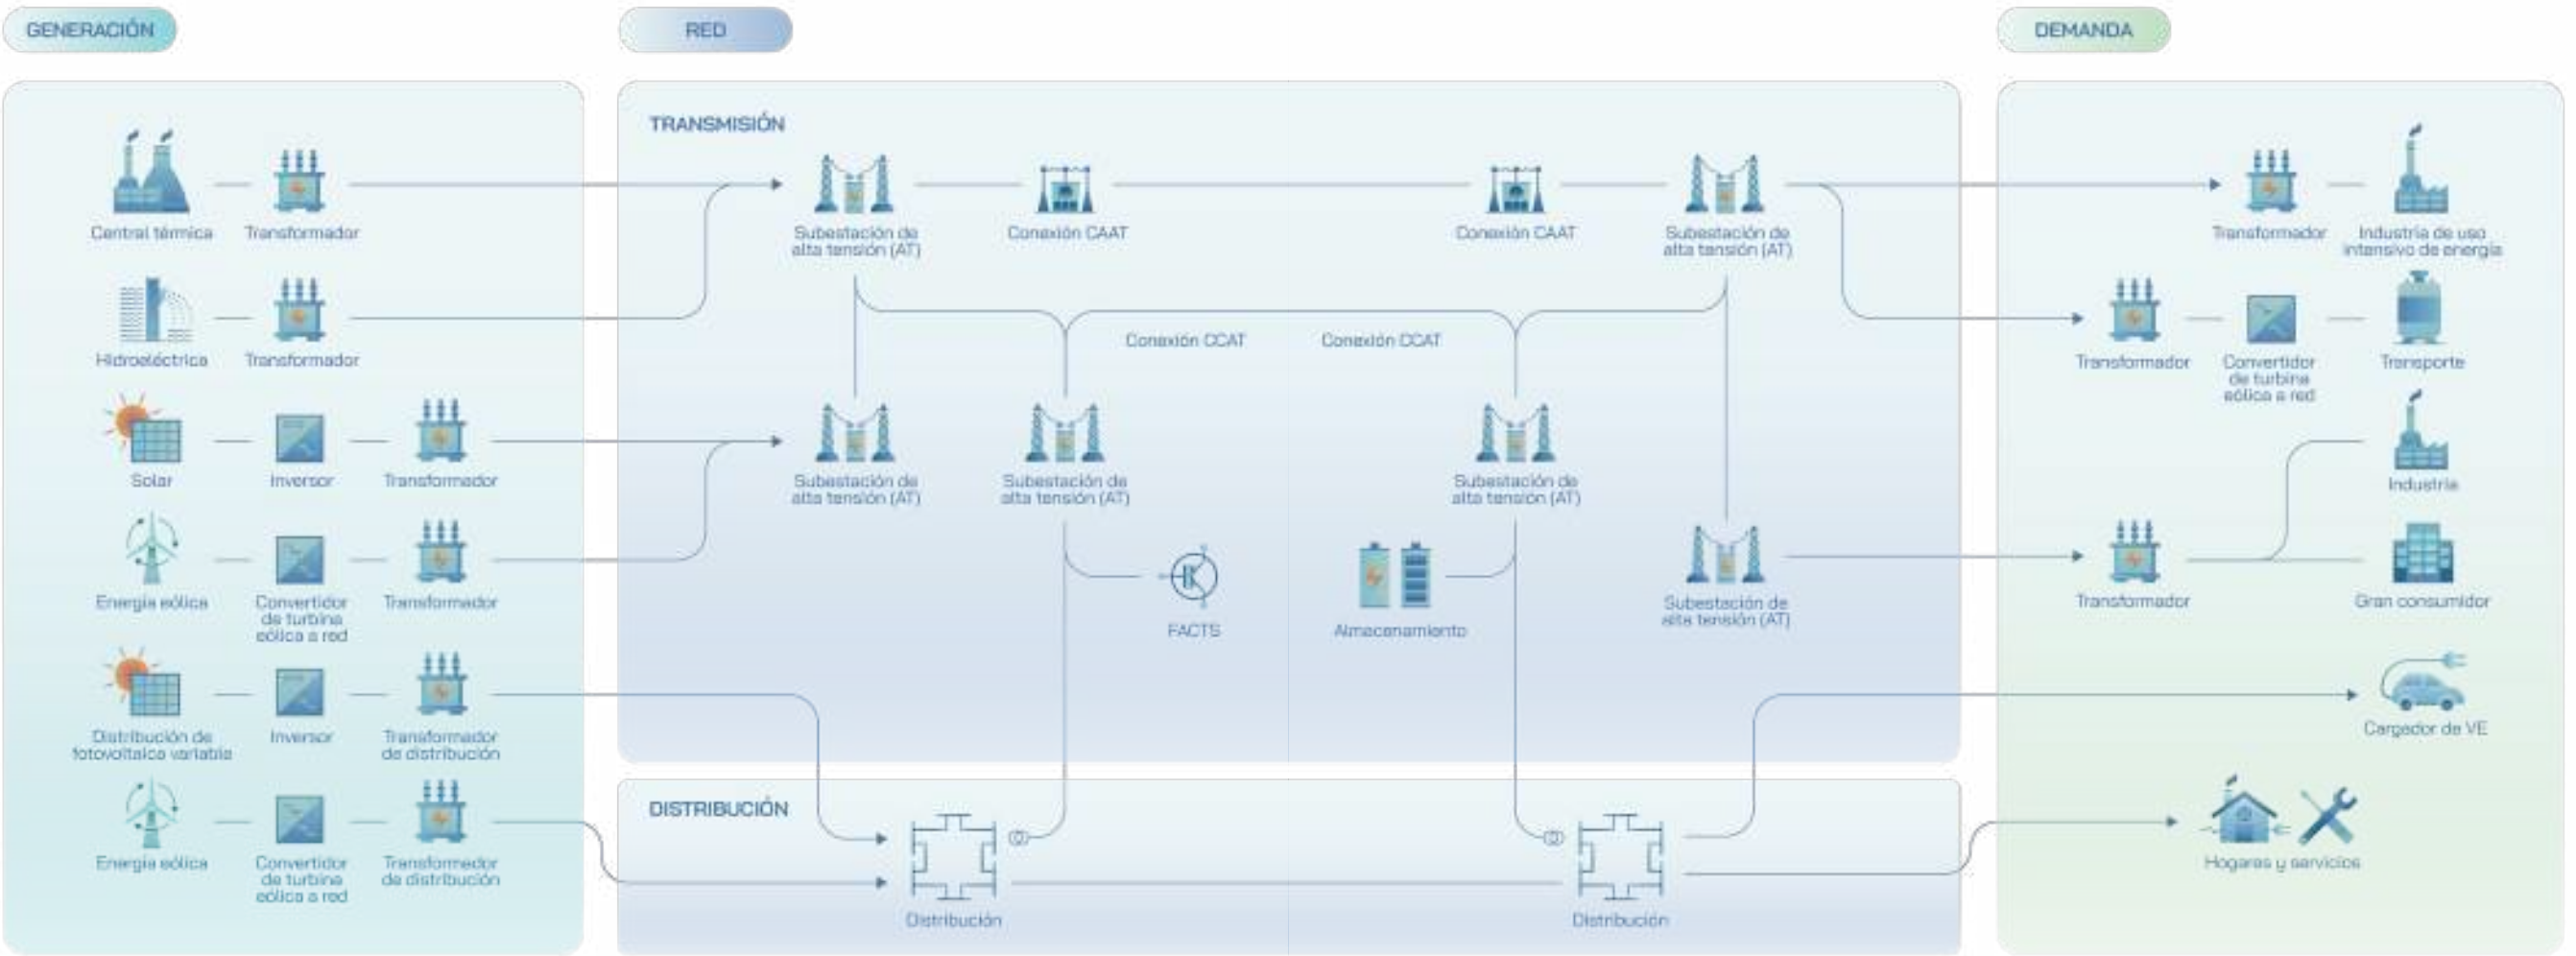 GENERACIÓN
RED
DEMANDA
TRANSMISIÓN
Central térmica
Transformador
Subestación de
alta tensión (AT)
Conexión CAAT
Conexión CAAT
Subestación de
alta tensión (AT)
Transformador
Industria de uso
intensivo de energía
Hidroeléctrica
Transformador
Conexión CCAT
Conexión CCAT
Transformador
Convertidor
de turbina
eólica a red
Transporte
Solar
Inversor
Transformador
Subestación de
alta tensión (AT)
Subestación de
alta tensión (AT)
Subestación de
alta tensión (AT)
Industria
Energía eólica
Convertidor
de turbina
eólica a red
Transformador
FACTS
Almacenamiento
Subestación de
alta tensión (AT)
Transformador
Gran consumidor
Distribución de
fotovoltaica variable
Inversor
Transformador
de distribución
Cargador de VE
DISTRIBUCIÓN
Energía eólica
Convertidor
de turbina
eólica a red
Transformador
de distribución
Distribución
Distribución
Hogares y servicios